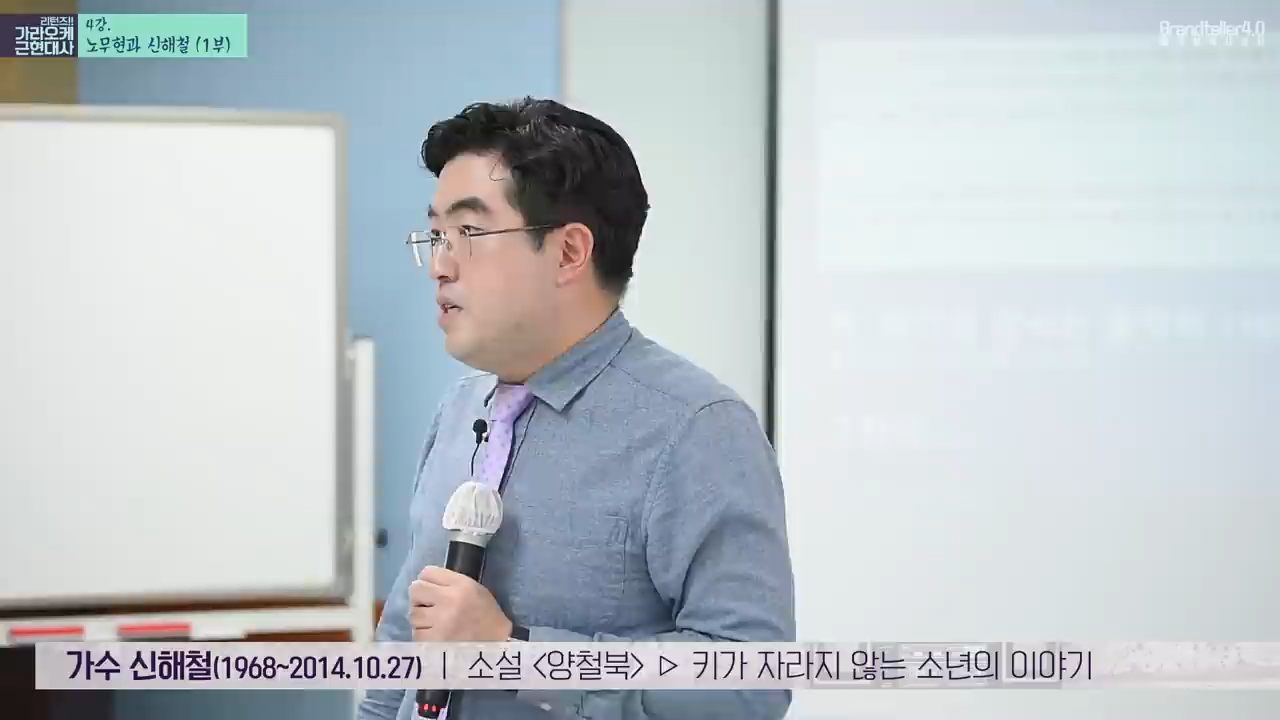 리턴즈!!
가라오케
근현대사
4강.
노무현과 신해철 (1부)
Brandteller4.0
가수 신해철(1968~2014.10.27) | 소설 <양철북> ▷ 키가 자라지 않는 소년의 이야기